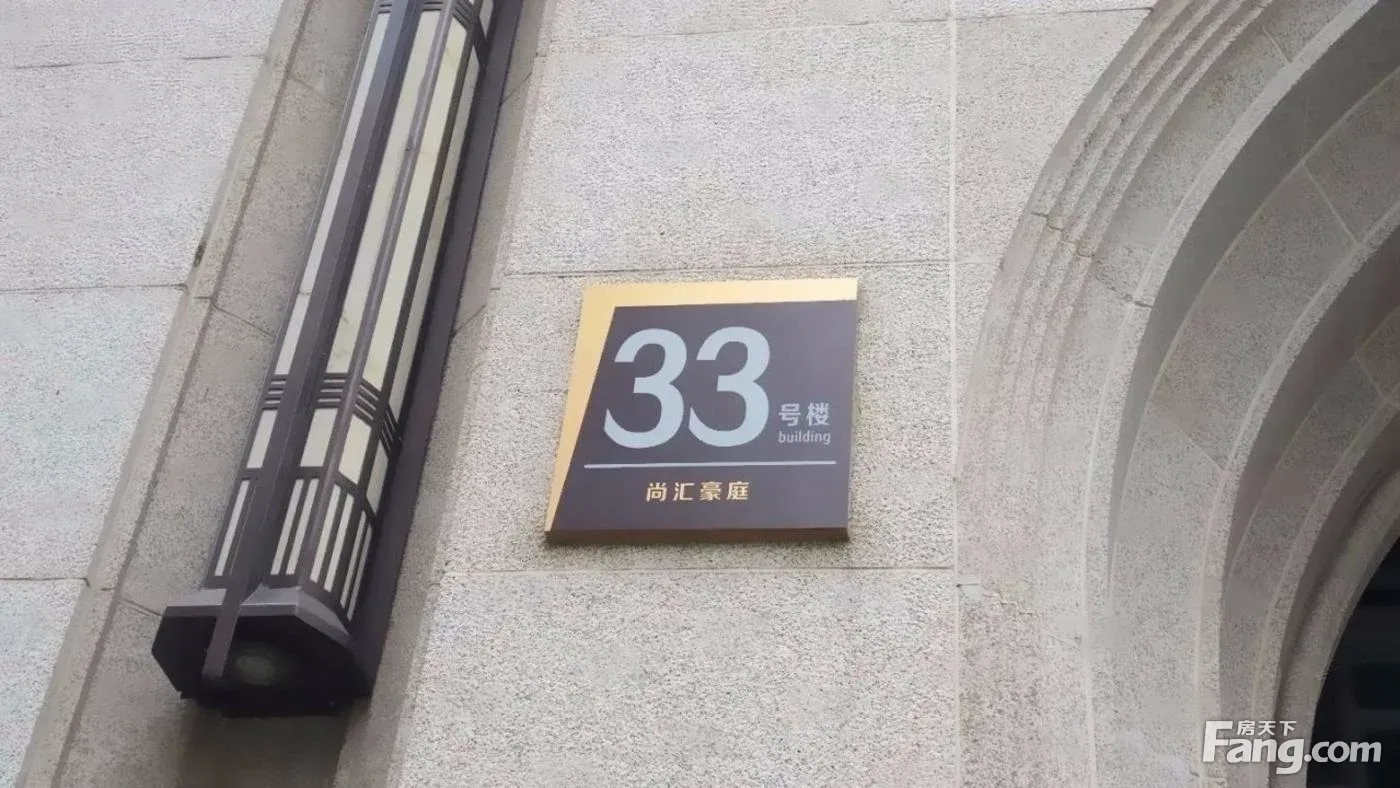 33 号楼
building
尚汇豪庭
房天下
Fang.com